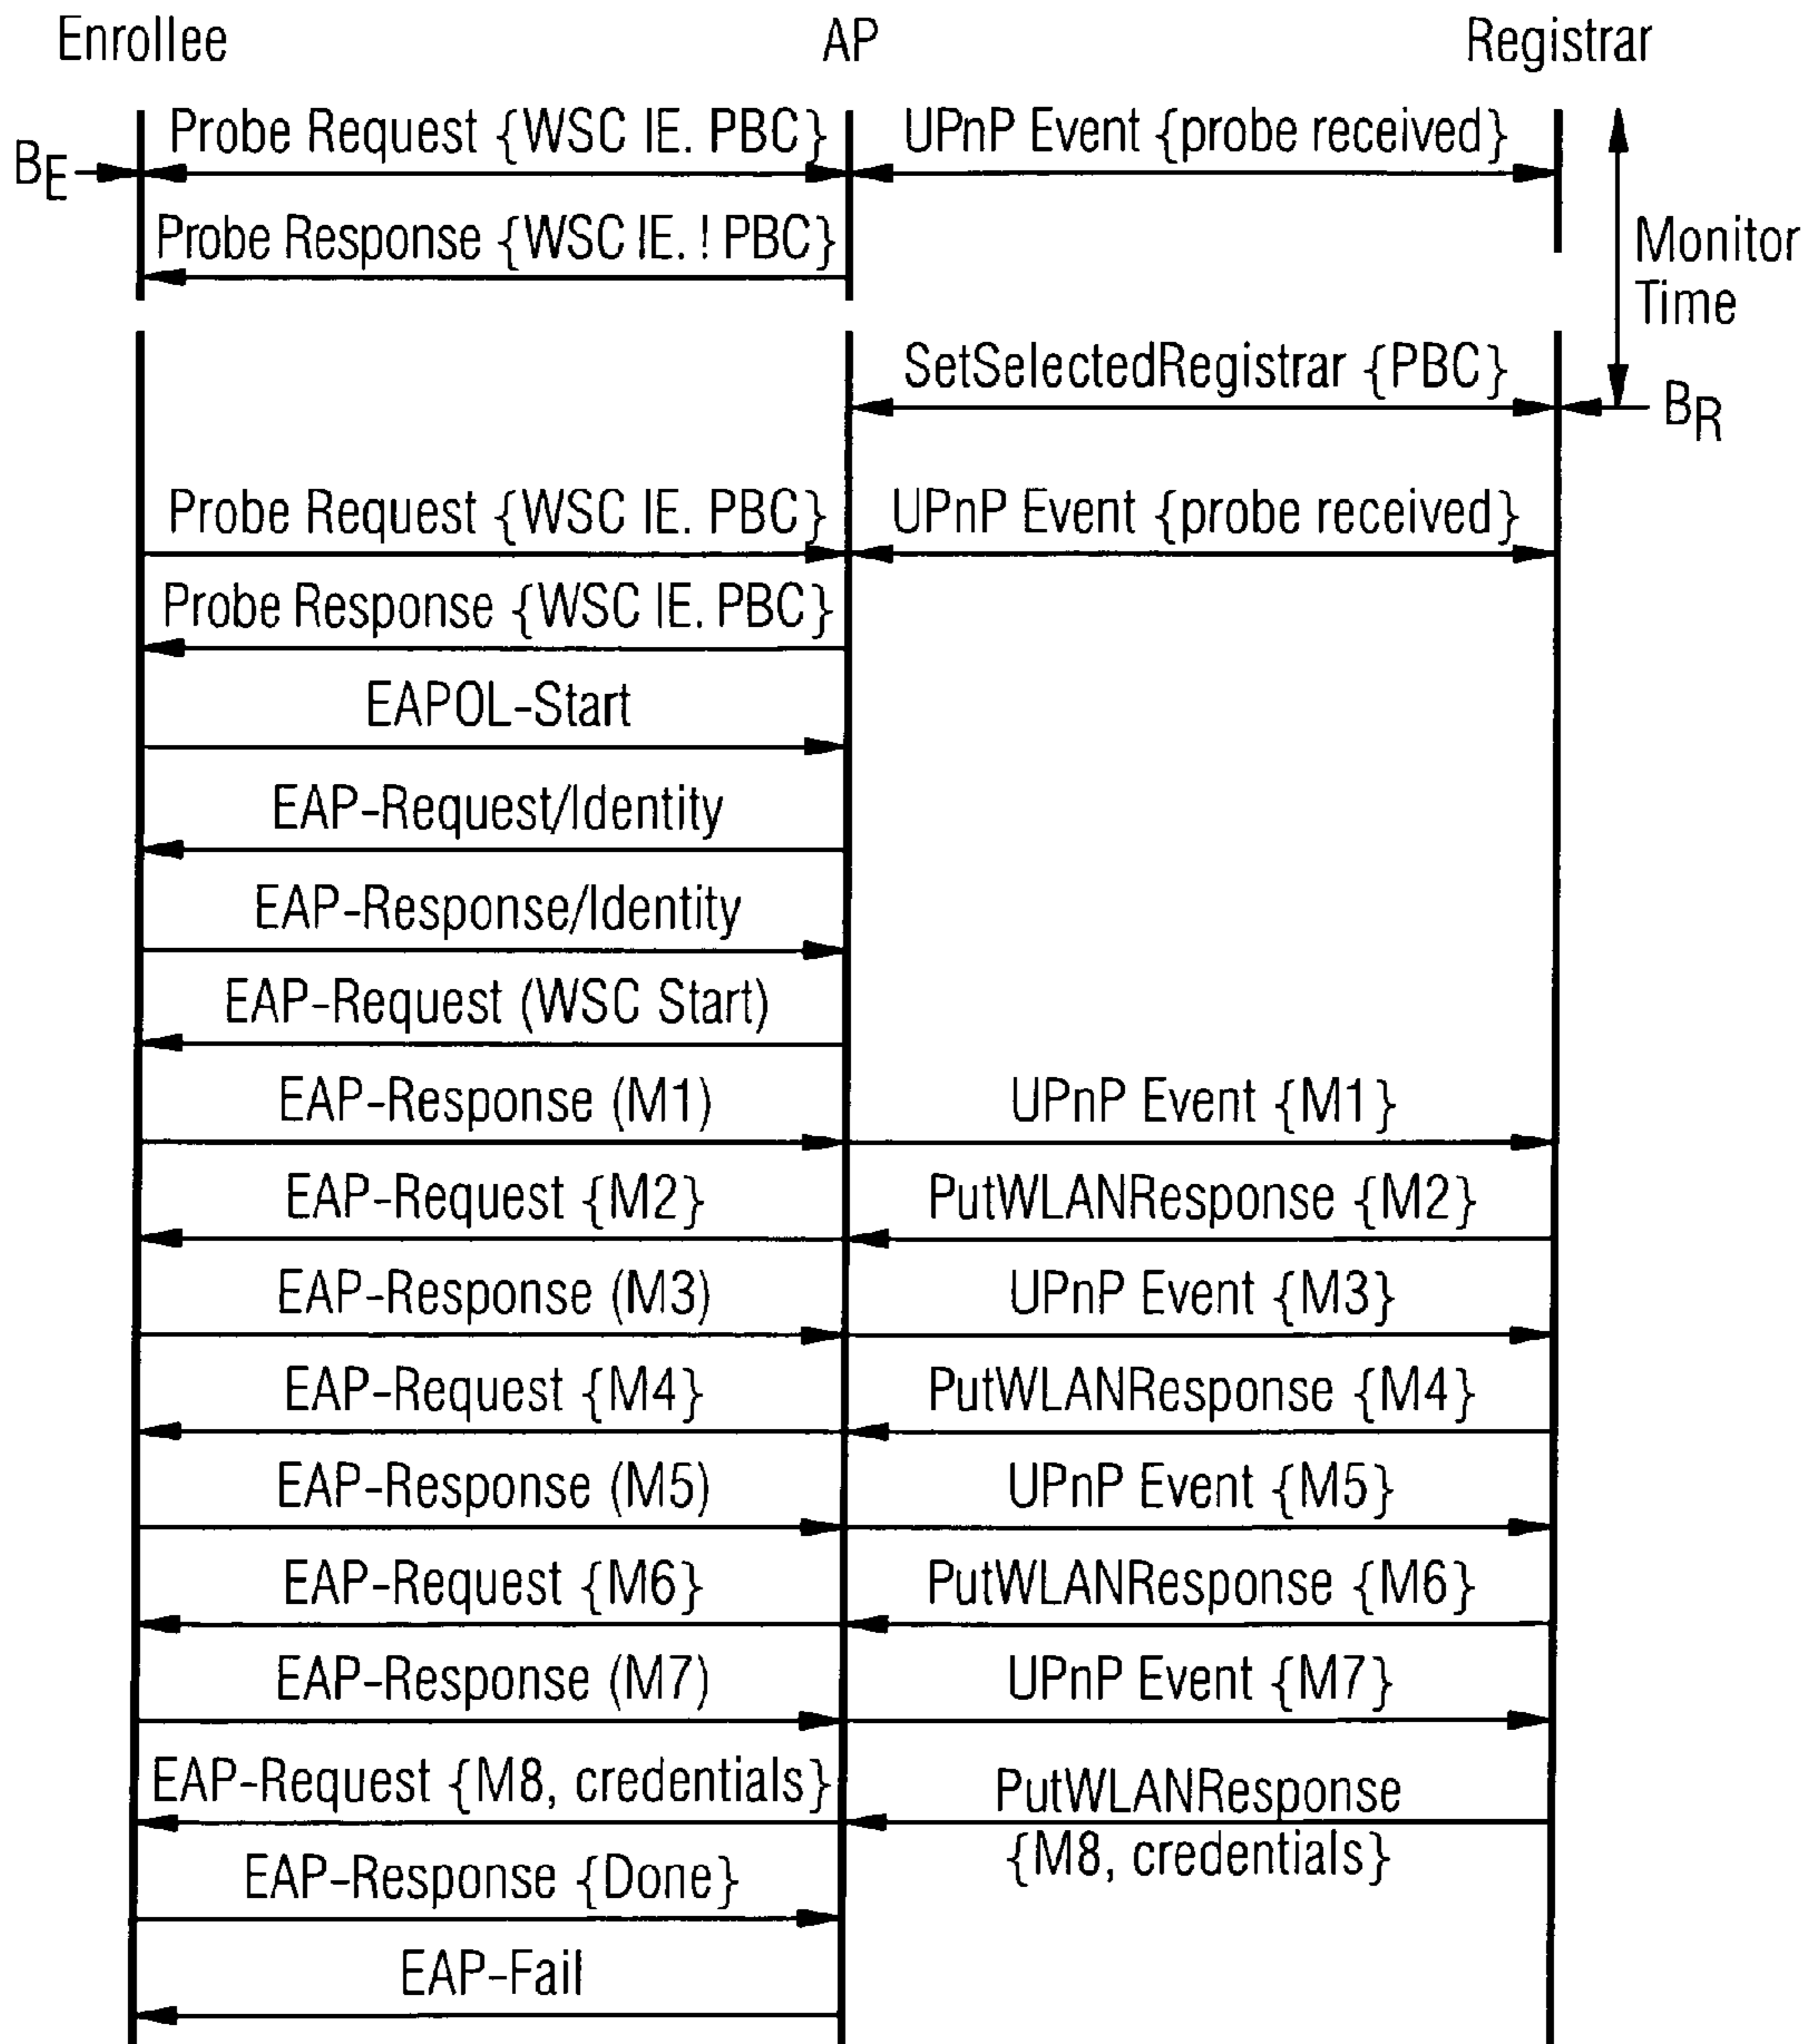 Enrollee
AP
Registrar
Probe Request {WSC IE. PBC}
UPnP Event {probe received}
BE
Probe Response {WSC IE. ! PBC}
Monitor
Time
SetSelectedRegistrar {PBC}
BR
Probe Request {WSC IE. PBC}
UPnP Event {probe received}
Probe Response {WSC IE. PBC}
EAPOL-Start
EAP-Request/Identity
EAP-Response/Identity
EAP-Request (WSC Start)
EAP-Response (M1)
UPnP Event {M1}
EAP-Request {M2}
PutWLANResponse {M2}
EAP-Response (M3)
UPnP Event {M3}
EAP-Request {M4}
PutWLANResponse {M4}
EAP-Response (M5)
UPnP Event {M5}
EAP-Request {M6}
PutWLANResponse {M6}
EAP-Response (M7)
UPnP Event {M7}
EAP-Request {M8, credentials}
PutWLANResponse
{M8, credentials}
EAP-Response {Done}
EAP-Fail